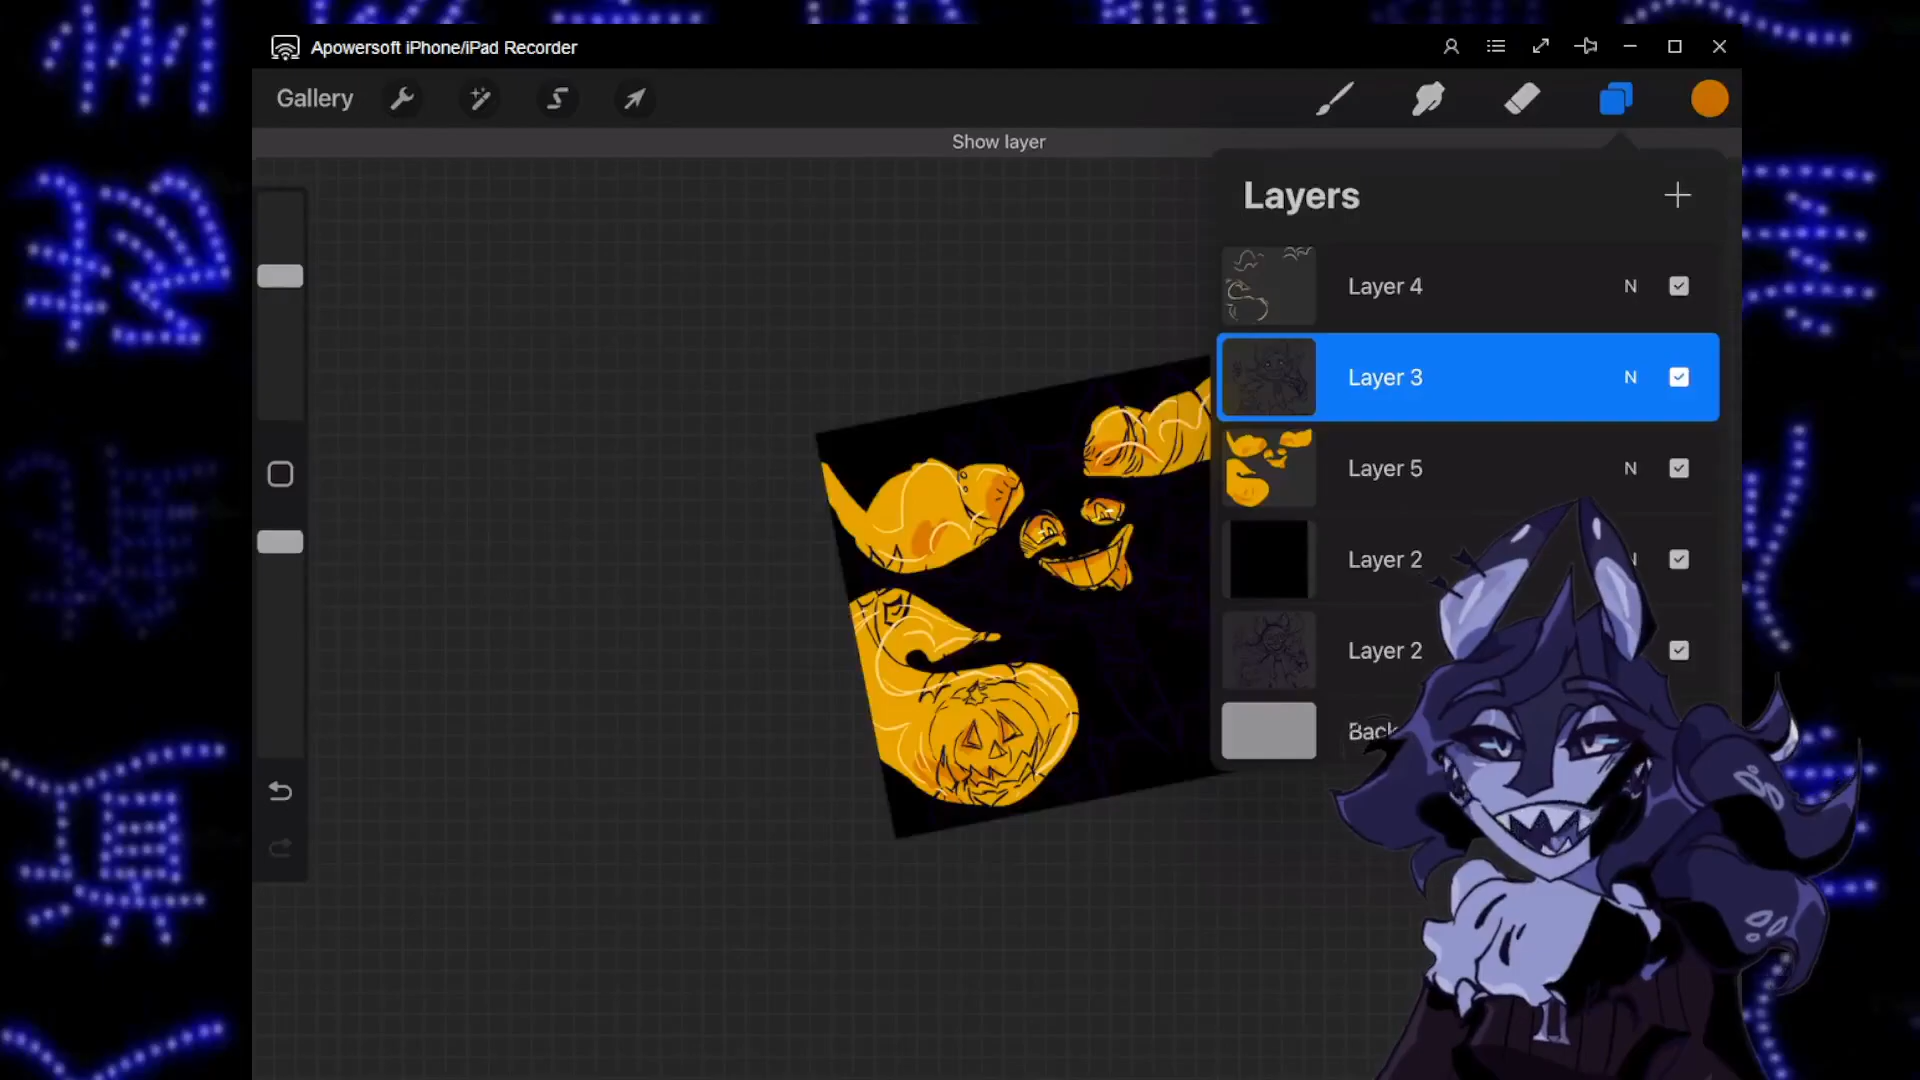 Apowersoft iPhone/iPad Recorder
Gallery
Show layer
Layers
Layer 4 N
Layer 3 N
Layer 5 N
Layer 2
Layer 2